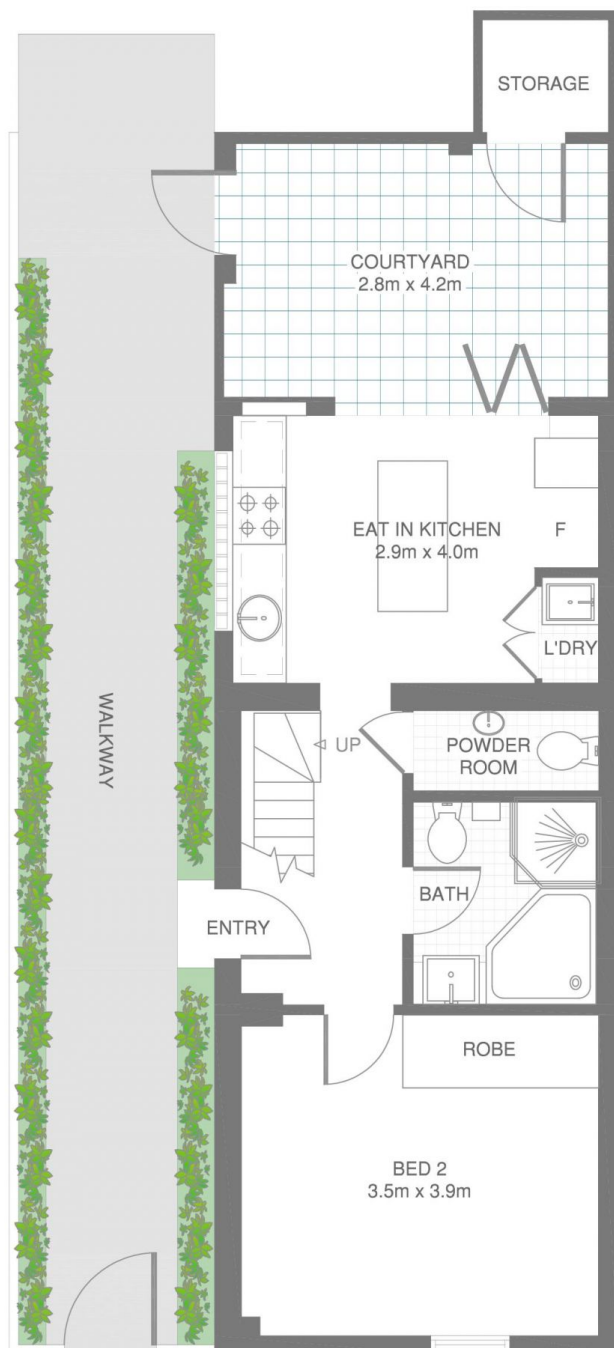 STORAGE
COURTYARD
2.8m x 4.2m
EAT IN KITCHEN
2.9m x 4.0m
F
L'DRY
WALKWAY
UP
POWDER
ROOM
BATH
ENTRY
ROBE
BED 2
3.5m x 3.9m